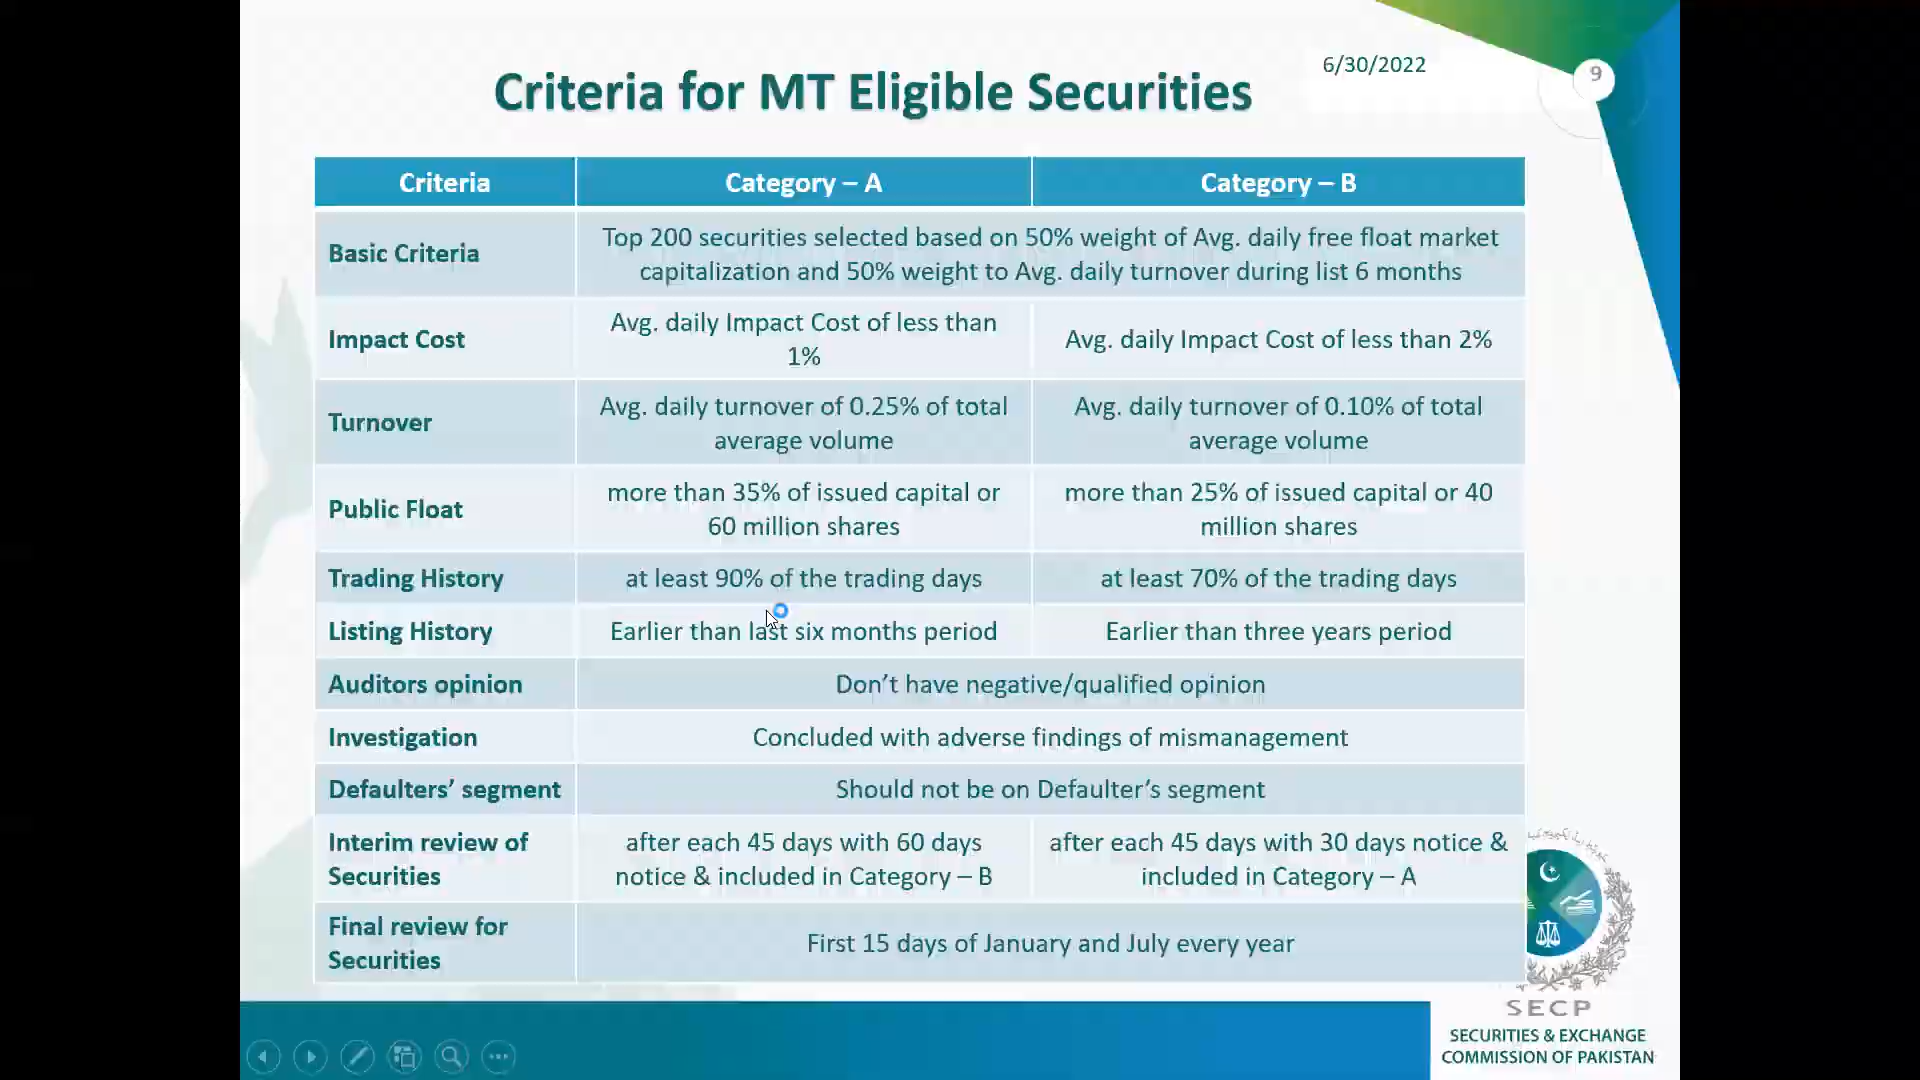 6/30/2022
9
Criteria for MT Eligible Securities
Criteria
Category – A
Category – B
Basic Criteria
Top 200 securities selected based on 50% weight of Avg. daily free float market
capitalization and 50% weight to Avg. daily turnover during list 6 months
Impact Cost
Avg. daily Impact Cost of less than
1%
Avg. daily Impact Cost of less than 2%
Turnover
Avg. daily turnover of 0.25% of total
average volume
Avg. daily turnover of 0.10% of total
average volume
Public Float
more than 35% of issued capital or
60 million shares
more than 25% of issued capital or 40
million shares
Trading History
at least 90% of the trading days
at least 70% of the trading days
Listing History
Earlier than last six months period
Earlier than three years period
Auditors opinion
Don’t have negative/qualified opinion
Investigation
Concluded with adverse findings of mismanagement
Defaulters’ segment
Should not be on Defaulter’s segment
Interim review of
Securities
after each 45 days with 60 days
notice & included in Category – B
after each 45 days with 30 days notice &
included in Category – A
Final review for
Securities
First 15 days of January and July every year
SECP
SECURITIES & EXCHANGE
COMMISSION OF PAKISTAN